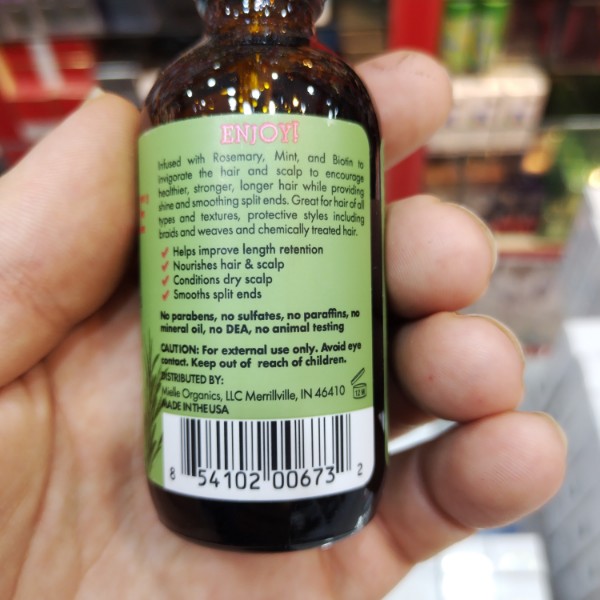 ENJOY!
Infused with Rosemary, Mint, and Biotin to
invigorate the hair and scalp to encourage
healthier, stronger, longer hair while providing
shine and smoothing split ends. Great for hair of all
types and textures, protective styles including
braids and weaves and chemically treated hair.
Helps improve length retention
Nourishes hair & scalp
Conditions dry scalp
Smooths split ends
No parabens, no sulfates, no paraffins, no
mineral oil, no DEA, no animal testing
CAUTION: For external use only. Avoid eye
contact. Keep out of reach of children.
DISTRIBUTED BY:
Mielle Organics, LLC Merrillville, IN 46410
MADE IN THE USA
8 54102 00673 2